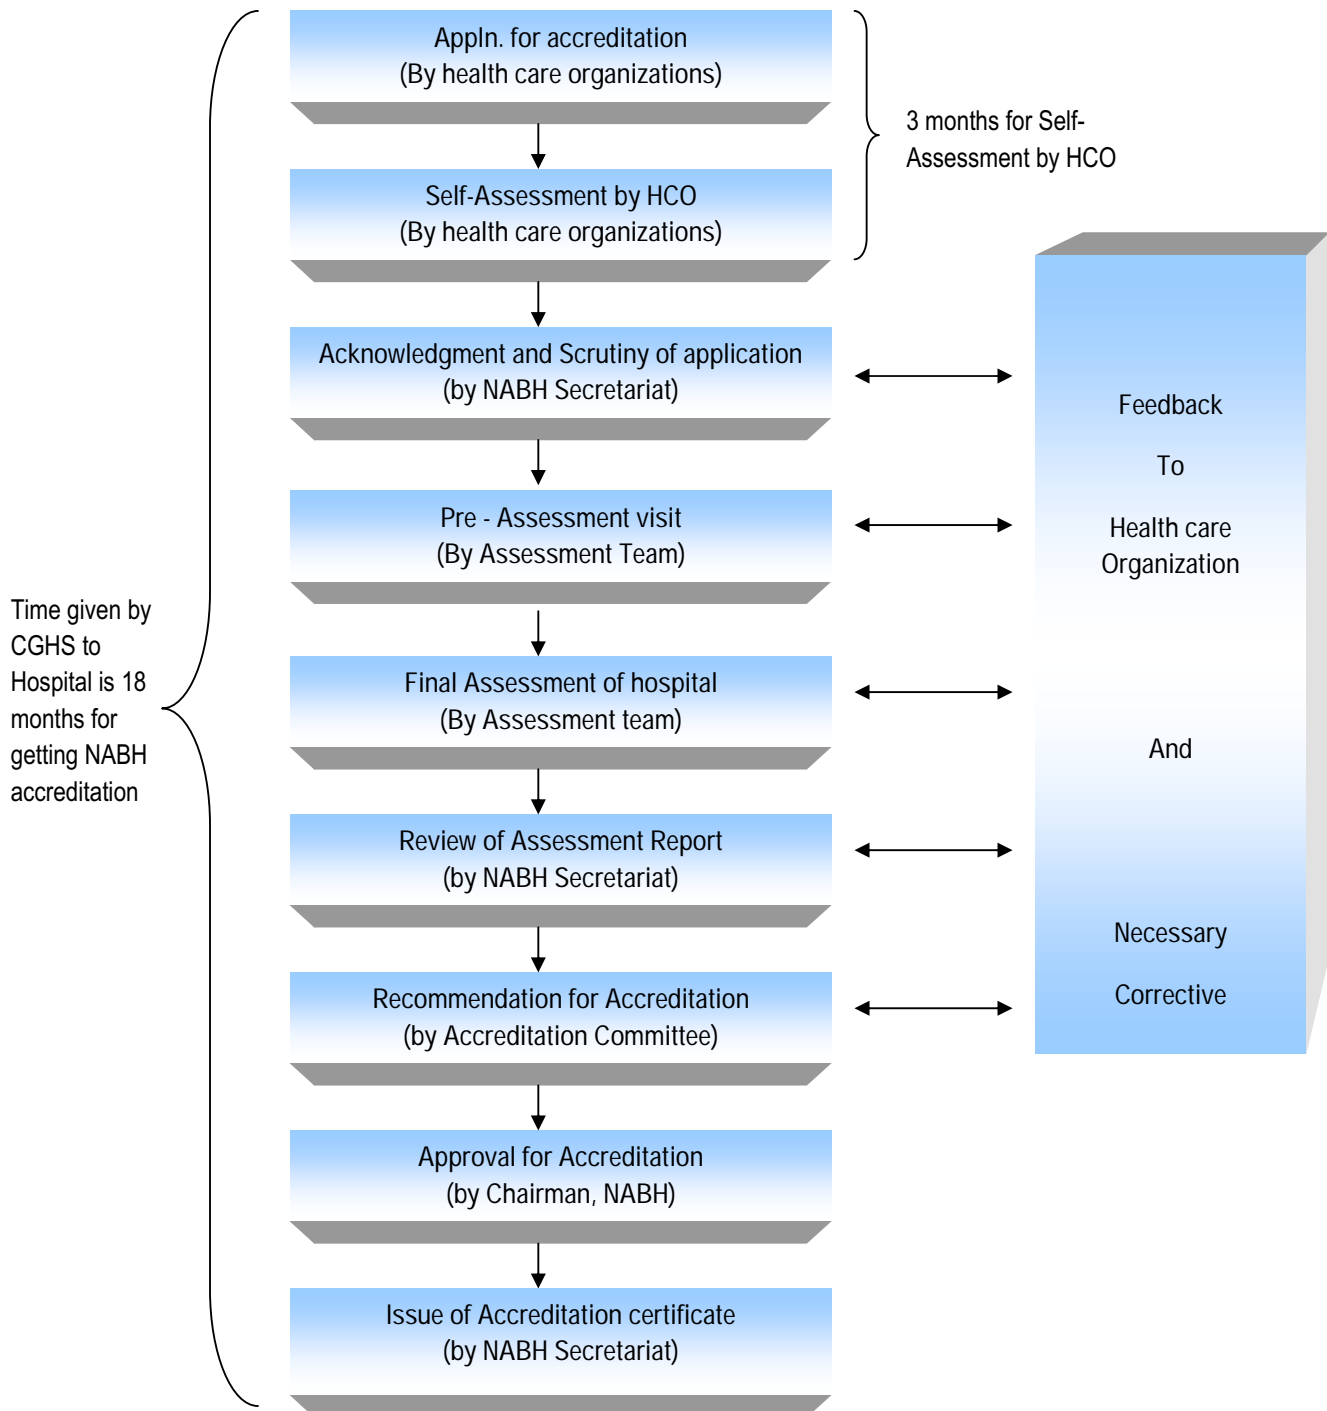 Appln. for accreditation
(By health care organizations)
3 months for Self-
Assessment by HCO
Self-Assessment by HCO
(By health care organizations)
Acknowledgment and Scrutiny of application
(by NABH Secretariat)
Pre - Assessment visit
(By Assessment Team)
Final Assessment of hospital
(By Assessment team)
Review of Assessment Report
(by NABH Secretariat)
Recommendation for Accreditation
(by Accreditation Committee)
Approval for Accreditation
(by Chairman, NABH)
Issue of Accreditation certificate
(by NABH Secretariat)
Time given by
CGHS to
Hospital is 18
months for
getting NABH
accreditation
Feedback
To
Health care
Organization
And
Necessary
Corrective